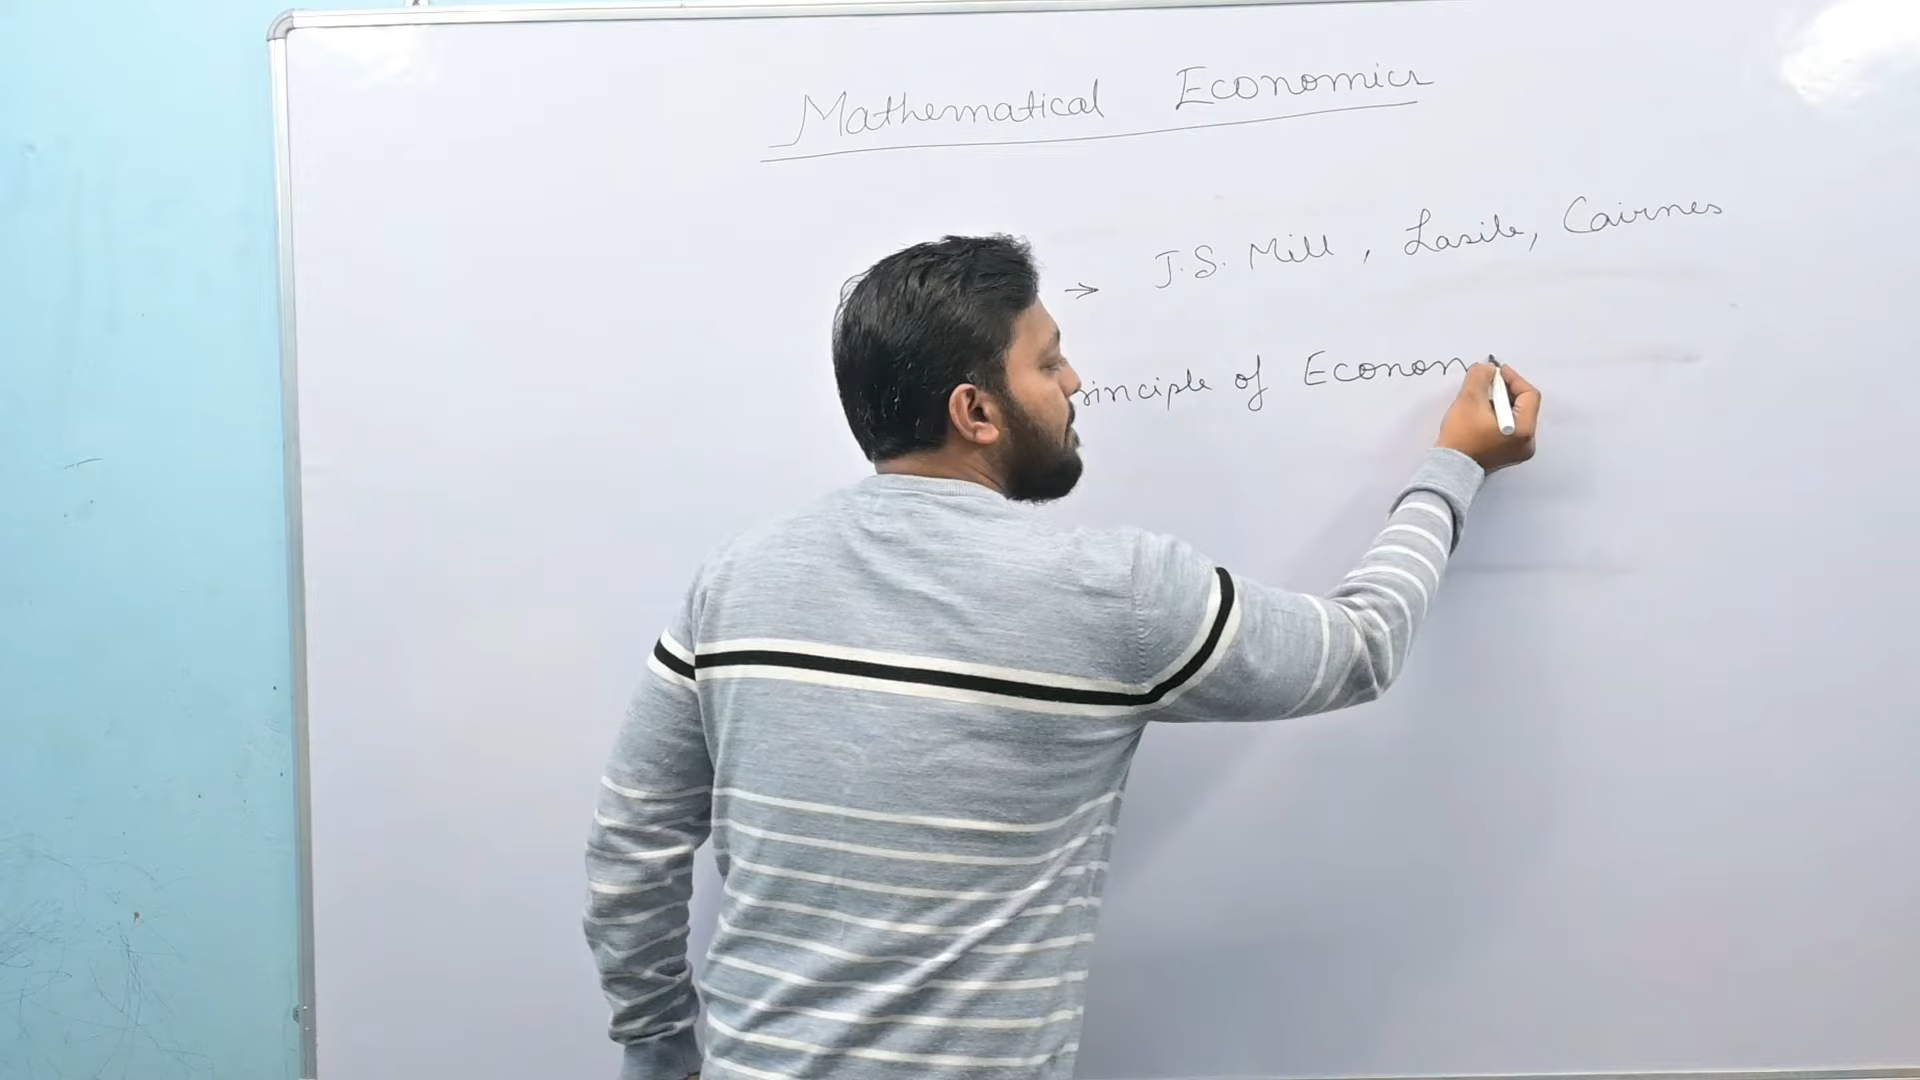 Mathematical Economics
→ J.S. Mill, Lasile, Cairnes
rinciple of Econom